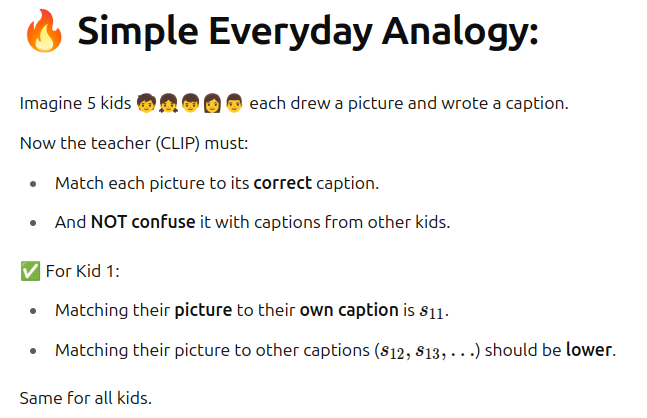 🔥 Simple Everyday Analogy:
Imagine 5 kids 🧒👧👦👩👨 each drew a picture and wrote a caption.
Now the teacher (CLIP) must:
• Match each picture to its correct caption.
• And NOT confuse it with captions from other kids.
✅ For Kid 1:
• Matching their picture to their own caption is s₁₁.
• Matching their picture to other captions (s₁₂, s₁₃, …) should be lower.
Same for all kids.